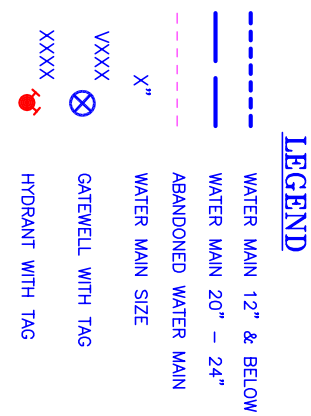 LEGEND
WATER MAIN 12" & BELOW
WATER MAIN 20" - 24"
ABANDONED WATER MAIN
X" WATER MAIN SIZE
VXXX GATEWELL WITH TAG
XXXX HYDRANT WITH TAG